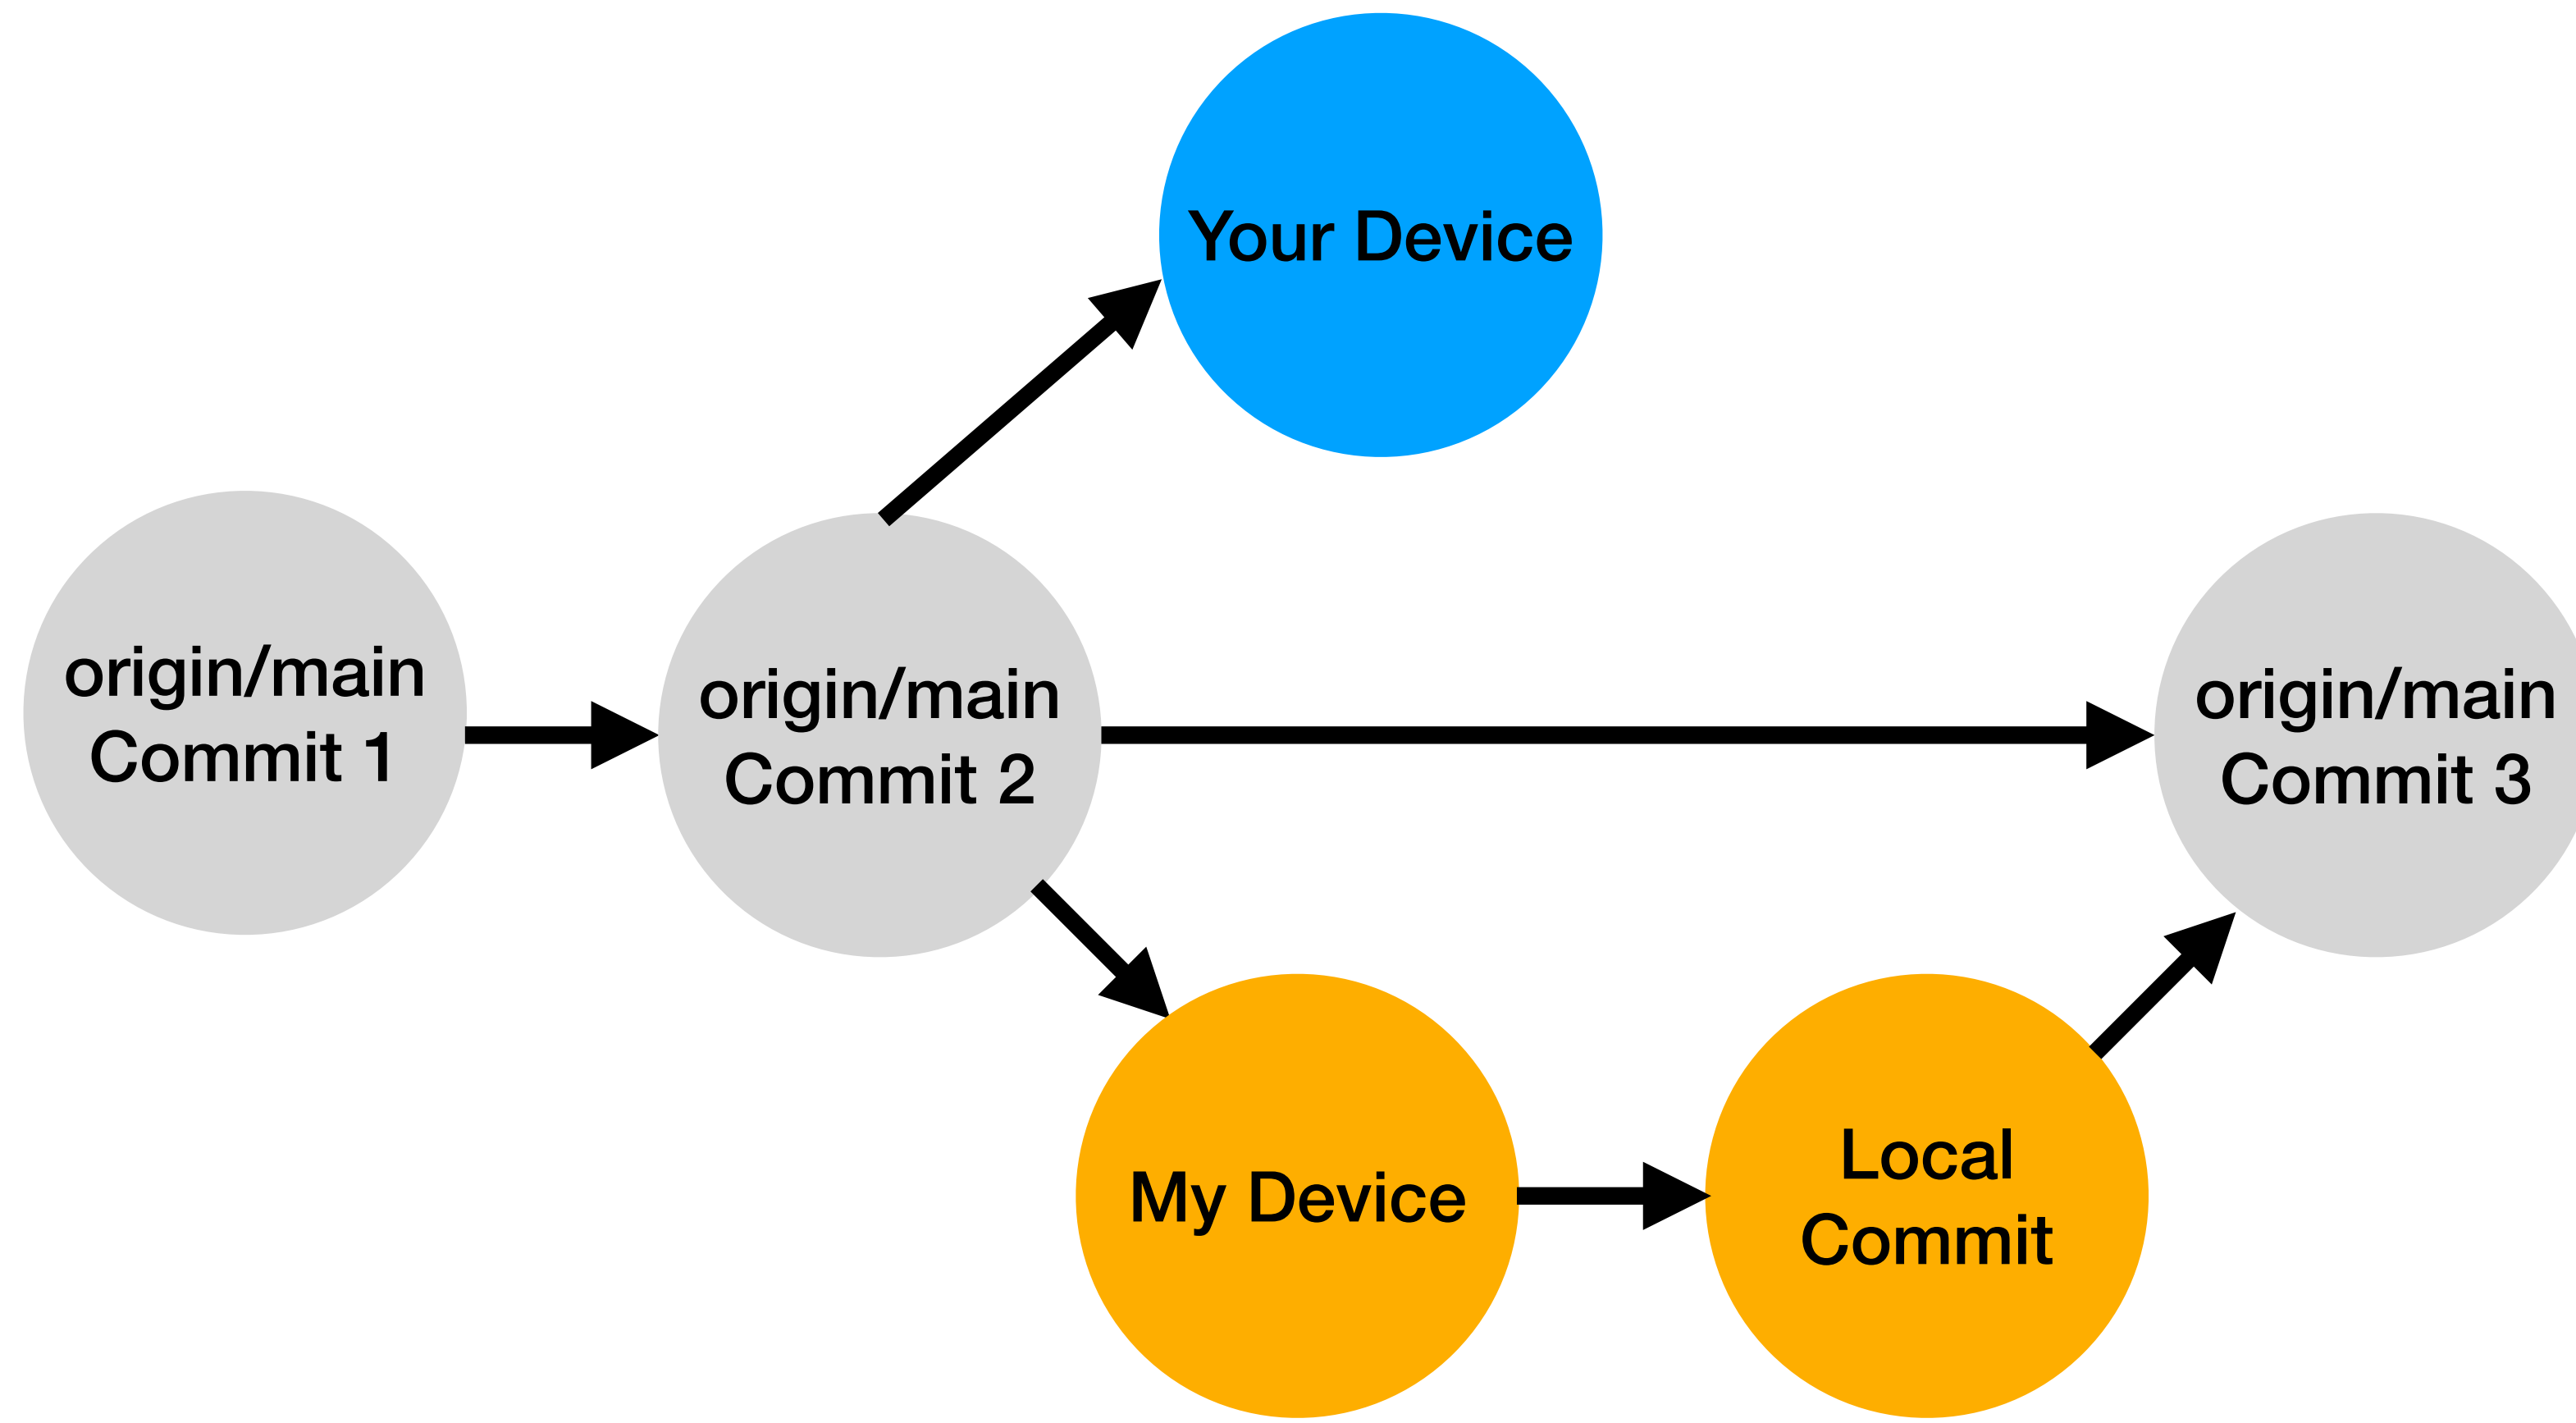 Your Device
origin/main
Commit 1
origin/main
Commit 2
origin/main
Commit 3
My Device
Local
Commit